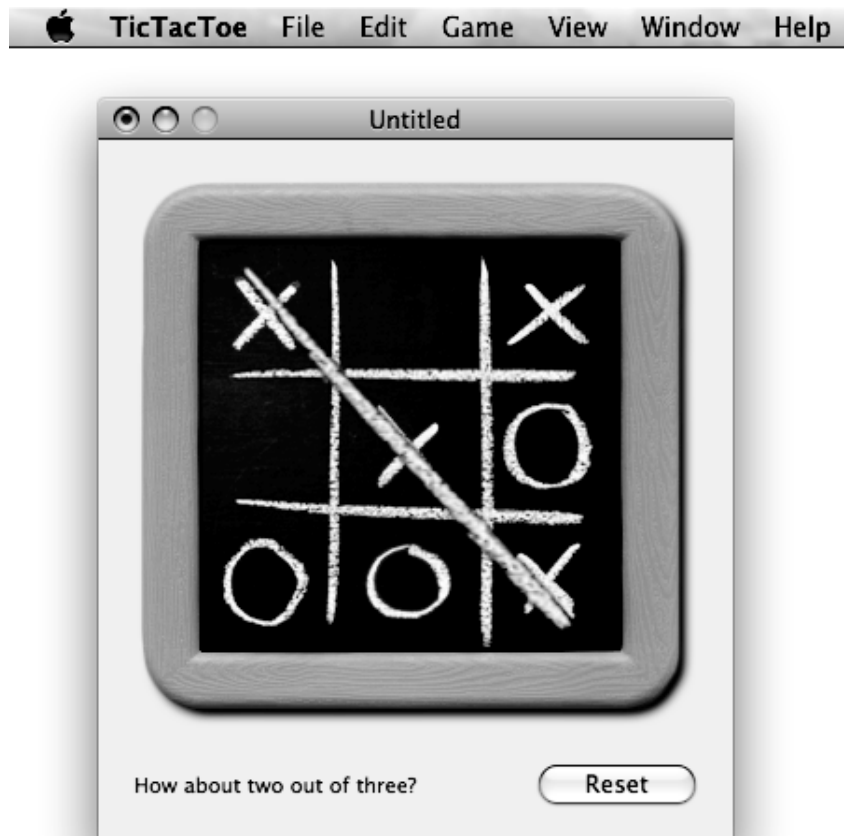 TicTacToe File Edit Game View Window Help
Untitled
X X
X O
O O X
How about two out of three?
Reset